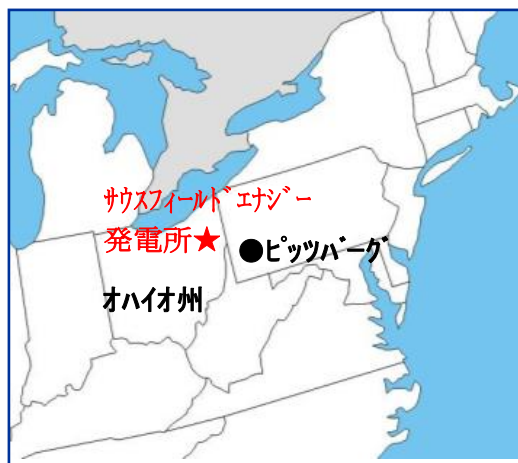 サウスフィールドエナジー
発電所★
●ピッツバーグ
オハイオ州